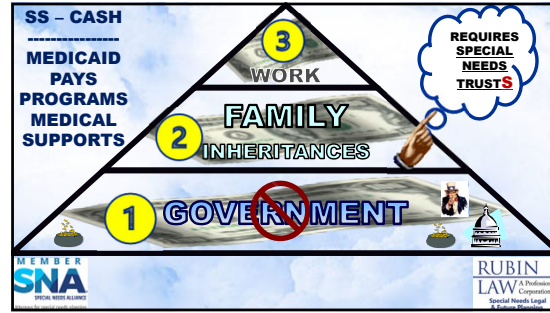 SS – CASH
----------------
MEDICAID
PAYS
PROGRAMS
MEDICAL
SUPPORTS
3
WORK
REQUIRES
SPECIAL
NEEDS
TRUSTS
2
FAMILY
INHERITANCES
1
GOVERNMENT
MEMBER
SNA
SPECIAL NEEDS ALLIANCE
RUBIN
LAW A Profession
Corporation
Special Needs Legal
& Future Planning